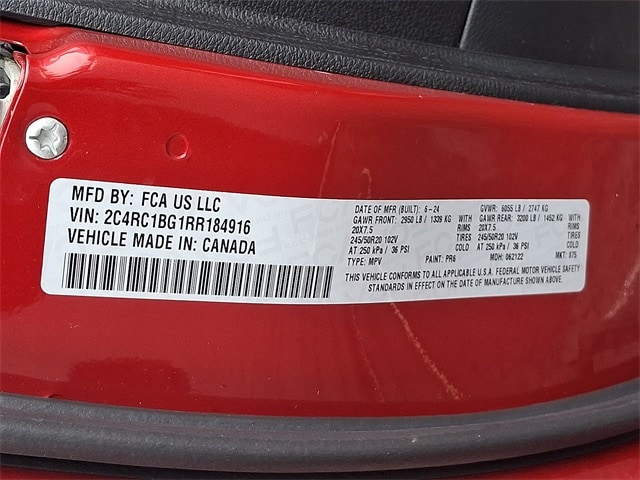 MFD BY: FCA US LLC
VIN: 2C4RC1BG1RR184916
VEHICLE MADE IN: CANADA
DATE OF MFR (BUILT): 6-24 GVWR: 6055 LB / 2747 KG
GAWR FRONT: 2950 LB / 1339 KG WITH GAWR REAR: 3200 LB / 1452 KG WITH
20X7.5 RIMS 20X7.5 RIMS
245/50R20 102V TIRES 245/50R20 102V TIRES
AT 250 kPa / 36 PSI COLD AT 250 kPa / 36 PSI COLD
TYPE: MPV PAINT: PR6 MDH: 062122 MKT: X75
THIS VEHICLE CONFORMS TO ALL APPLICABLE U.S.A. FEDERAL MOTOR VEHICLE SAFETY
STANDARDS IN EFFECT ON THE DATE OF MANUFACTURE SHOWN ABOVE.